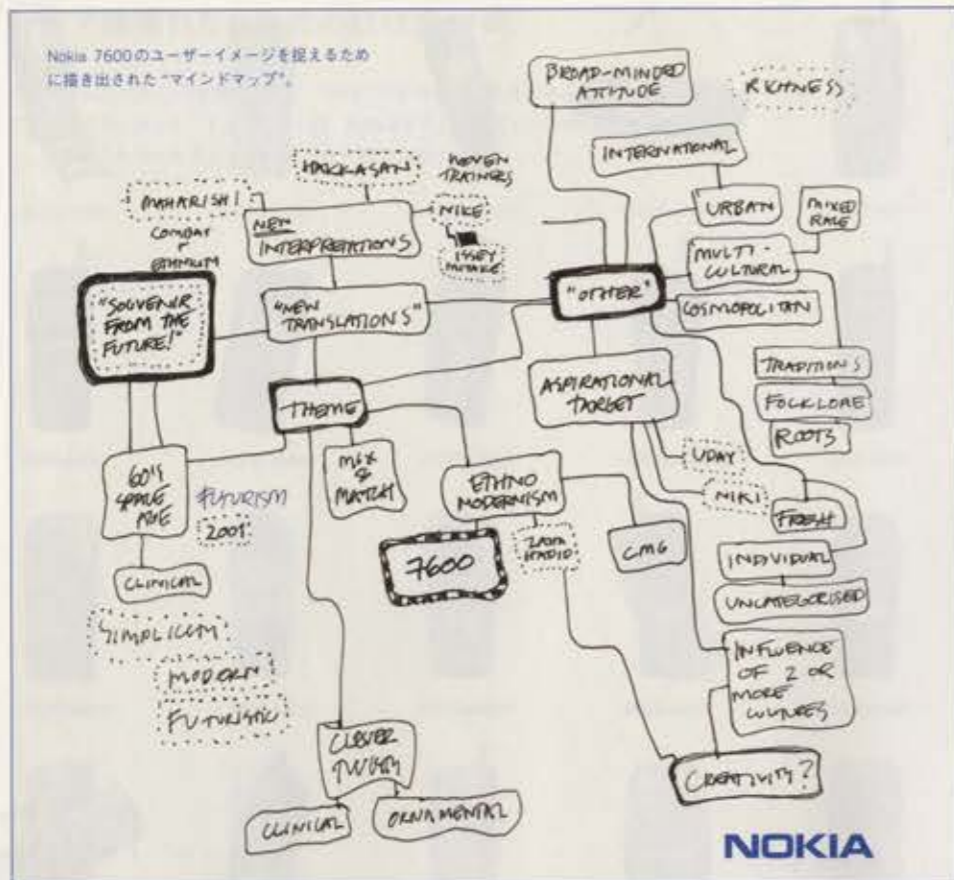 Nokia 7600のユーザーイメージを捉えるため
に描き出された“マインドマップ”。
BROAD-MINDED
ATTITUDE
RICHNESS
INTERNATIONAL
HAKKASAN
WOVEN
TRAINERS
MAHARISHI
NEW
INTERPRETATIONS
NIKE
URBAN
MIXED
RACE
COMBAT
+
ETHNICITY
ISSEY
MIYAKE
MULTI-
CULTURAL
"SOUVENIR
FROM THE
FUTURE!"
"NEW
TRANSLATIONS"
"OTHER"
COSMOPOLITAN
THEME
ASPIRATIONAL
TARGET
TRADITIONS
FOLKLORE
ROOTS
60'S
SPACE
AGE
FUTURISM
2001
MIX
&
MATCH
ETHNO
MODERNISM
UDAY
NIKI
FRESH
7600
ZAHA
HADID
CMG
INDIVIDUAL
UNCATEGORISED
CLINICAL
SIMPLICITY
MODERN
FUTURISTIC
INFLUENCE
OF 2 OR
MORE
CULTURES
CLEVER
CLINICAL
ORNAMENTAL
CREATIVITY?
NOKIA